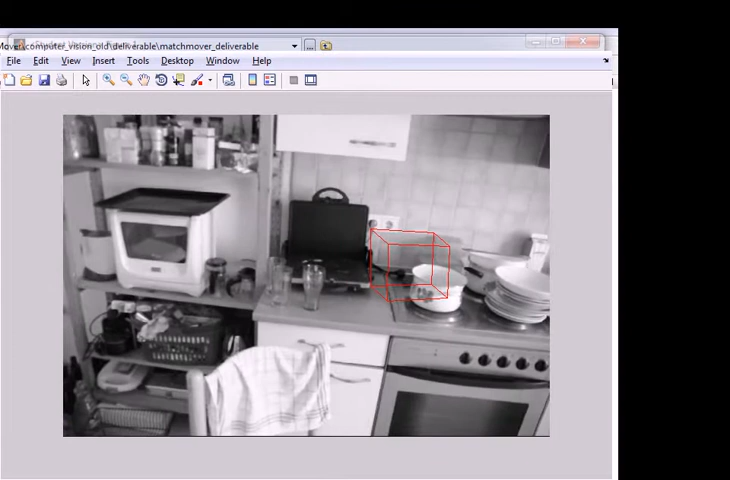 Mover\computer_vision_old\deliverable\matchmover_deliverable
File Edit View Insert Tools Desktop Window Help